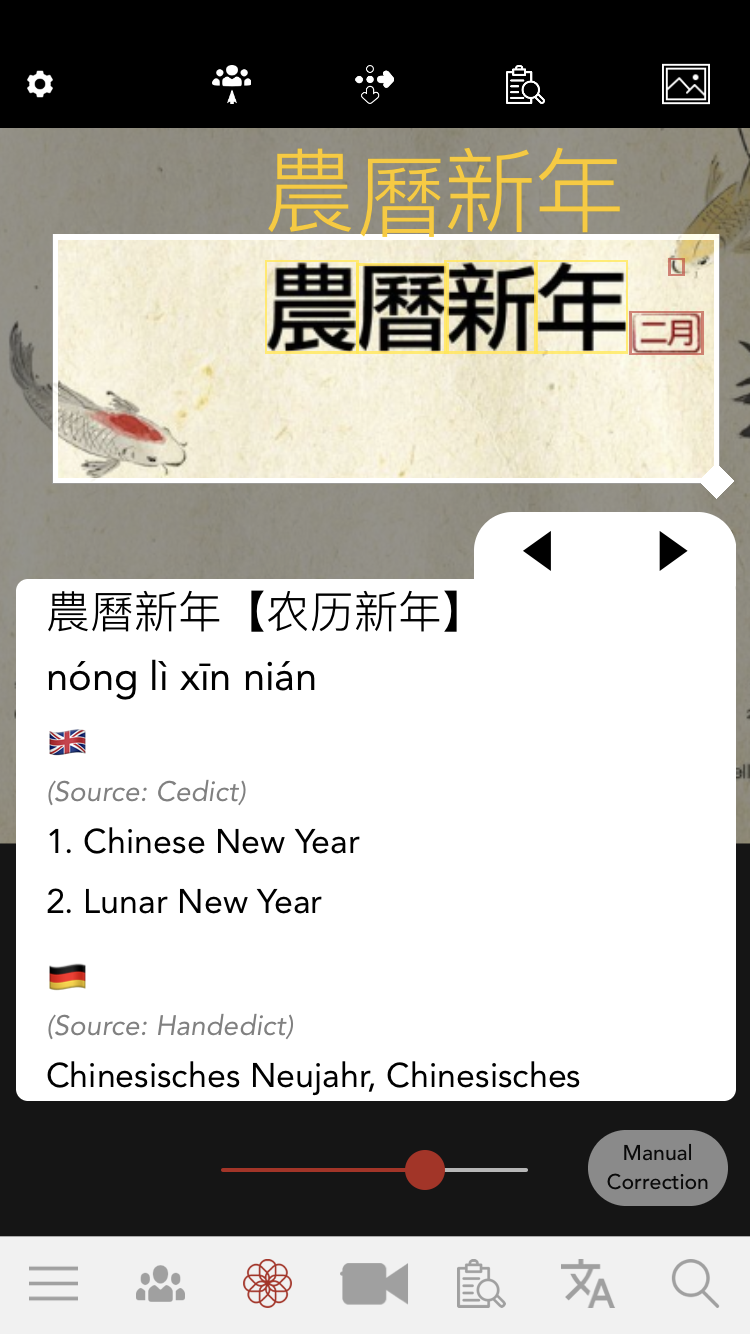 農曆新年
農曆新年
二月
農曆新年【农历新年】
nóng lì xīn nián
(Source: Cedict)
1. Chinese New Year
2. Lunar New Year
(Source: Handedict)
Chinesisches Neujahr, Chinesisches
Manual
Correction